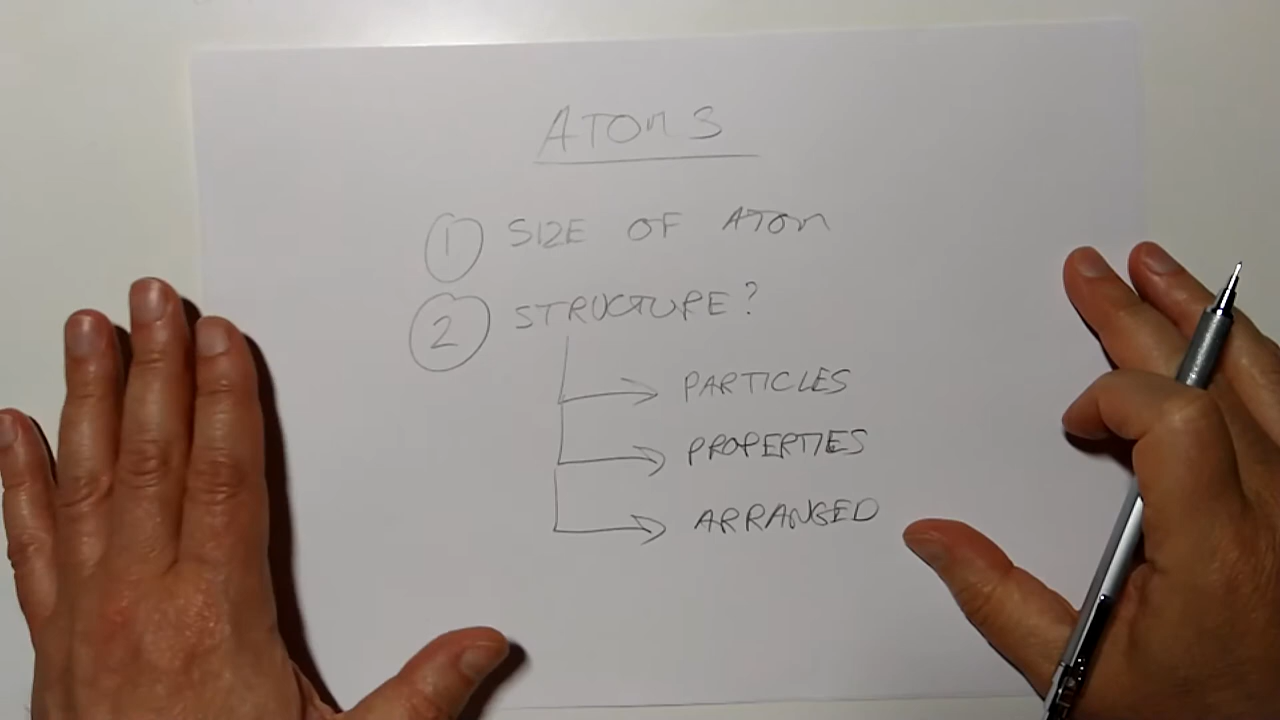 ATOMS
1 SIZE OF ATOM
2 STRUCTURE?
PARTICLES
PROPERTIES
ARRANGED